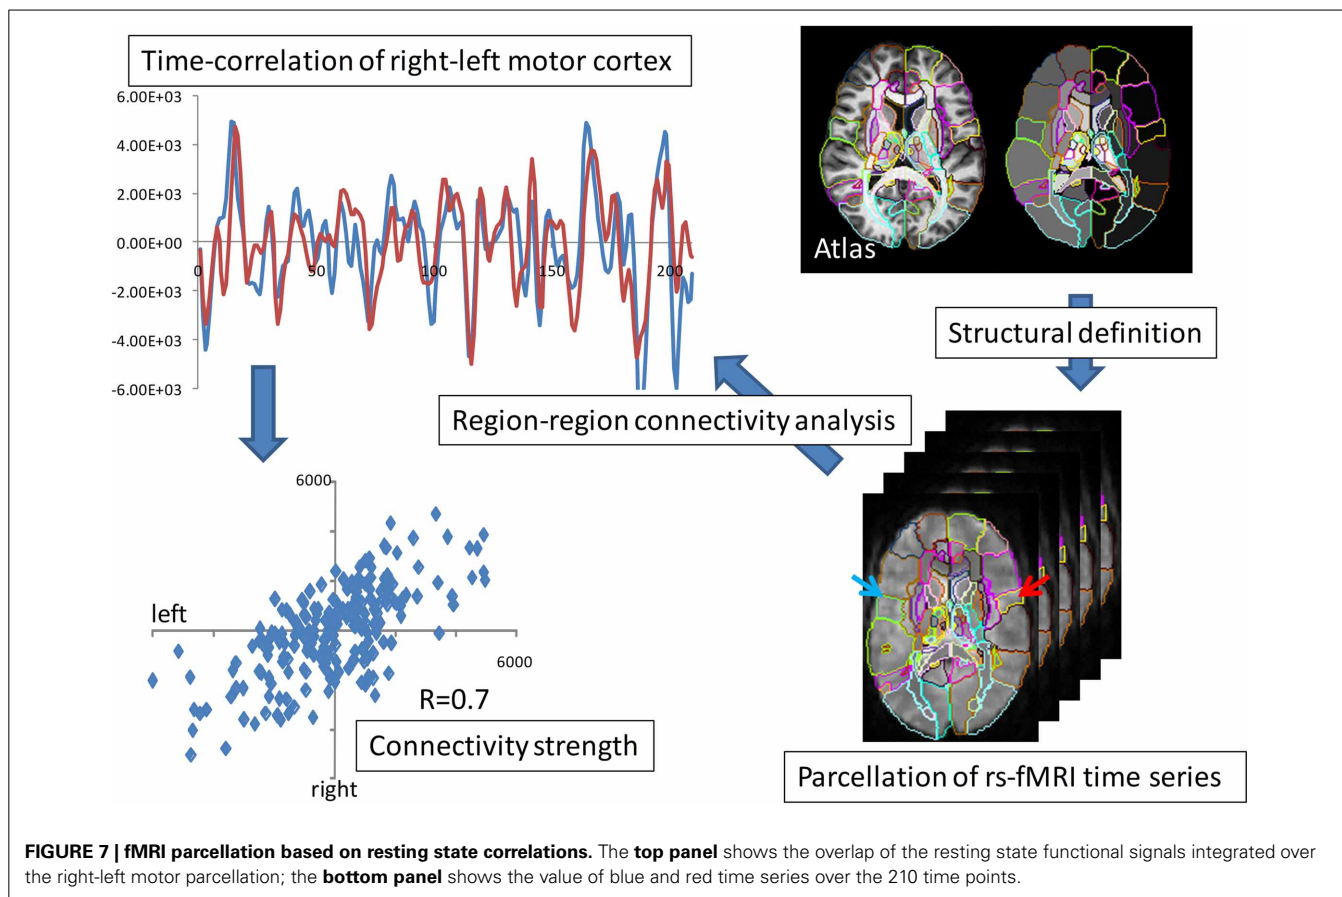 Time-correlation of right-left motor cortex
6.00E+03
4.00E+03
2.00E+03
0.00E+00
-2.00E+03
-4.00E+03
-6.00E+03
0
50
100
150
200
Atlas
Structural definition
Region-region connectivity analysis
6000
left
6000
R=0.7
Connectivity strength
right
Parcellation of rs-fMRI time series
FIGURE 7 | fMRI parcellation based on resting state correlations. The top panel shows the overlap of the resting state functional signals integrated over
the right-left motor parcellation; the bottom panel shows the value of blue and red time series over the 210 time points.